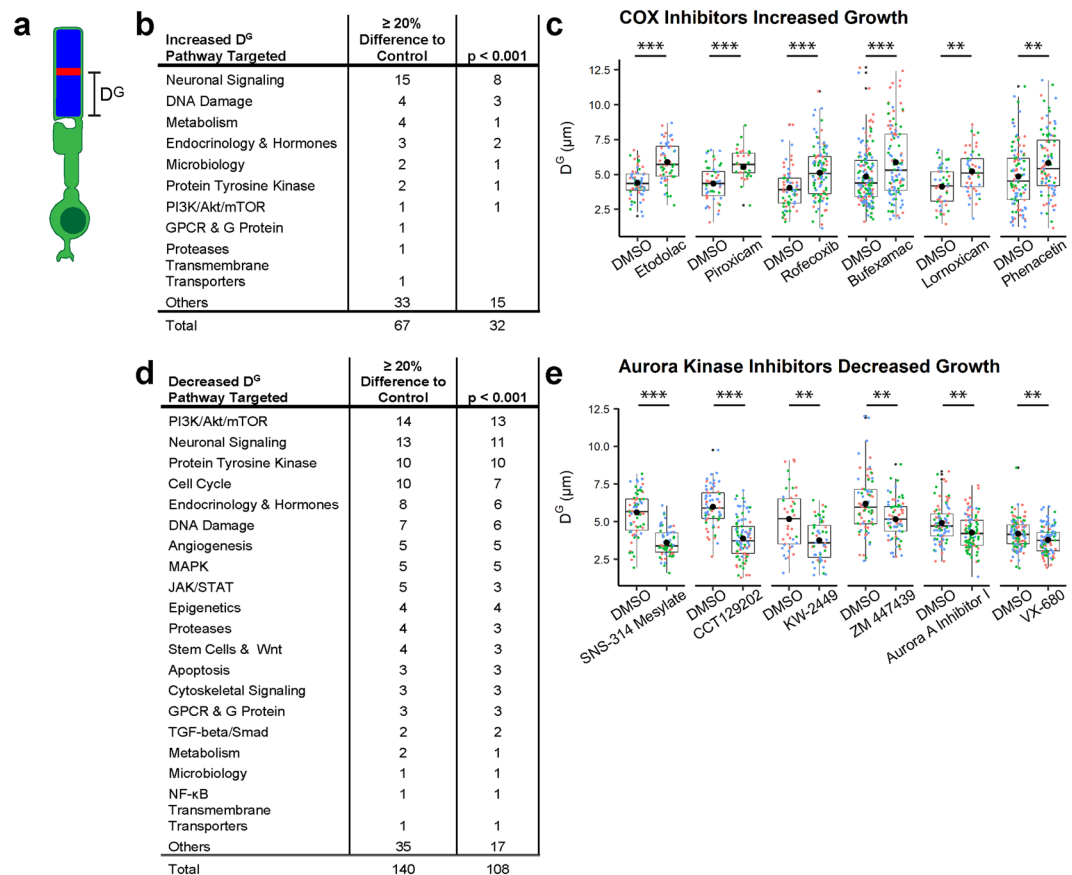 a
Dᴳ
b
Increased Dᴳ
Pathway Targeted
≥ 20%
Difference to
Control
p < 0.001
Neuronal Signaling 15 8
DNA Damage 4 3
Metabolism 4 1
Endocrinology & Hormones 3 2
Microbiology 2 1
Protein Tyrosine Kinase 2 1
PI3K/Akt/mTOR 1 1
GPCR & G Protein 1
Proteases 1
Transmembrane
Transporters 1
Others 33 15
Total 67 32
c
COX Inhibitors Increased Growth
*** *** *** *** ** **
Dᴳ (µm)
12.5
10.0
7.5
5.0
2.5
DMSO Etodolac DMSO Piroxicam DMSO Rofecoxib DMSO Bufexamac DMSO Lornoxicam DMSO Phenacetin
d
Decreased Dᴳ
Pathway Targeted
≥ 20%
Difference to
Control
p < 0.001
PI3K/Akt/mTOR 14 13
Neuronal Signaling 13 11
Protein Tyrosine Kinase 10 10
Cell Cycle 10 7
Endocrinology & Hormones 8 6
DNA Damage 7 6
Angiogenesis 5 5
MAPK 5 5
JAK/STAT 5 3
Epigenetics 4 4
Proteases 4 3
Stem Cells & Wnt 4 3
Apoptosis 3 3
Cytoskeletal Signaling 3 3
GPCR & G Protein 3 3
TGF-beta/Smad 2 2
Metabolism 2 1
Microbiology 1 1
NF-κB 1 1
Transmembrane
Transporters 1 1
Others 35 17
Total 140 108
e
Aurora Kinase Inhibitors Decreased Growth
*** *** ** ** ** **
Dᴳ (µm)
12.5
10.0
7.5
5.0
2.5
DMSO SNS-314 Mesylate DMSO CCT129202 DMSO KW-2449 DMSO ZM 447439 DMSO Aurora A Inhibitor I DMSO VX-680